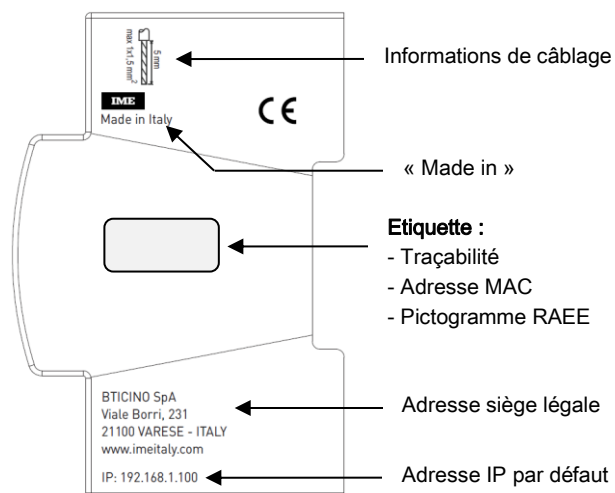 5 mm
max 1x1,5 mm²
IME
Made in Italy
CE
Informations de câblage
« Made in »
Etiquette :
- Traçabilité
- Adresse MAC
- Pictogramme RAEE
BTICINO SpA
Viale Borri, 231
21100 VARESE - ITALY
www.imeitaly.com
Adresse siège légale
IP: 192.168.1.100
Adresse IP par défaut